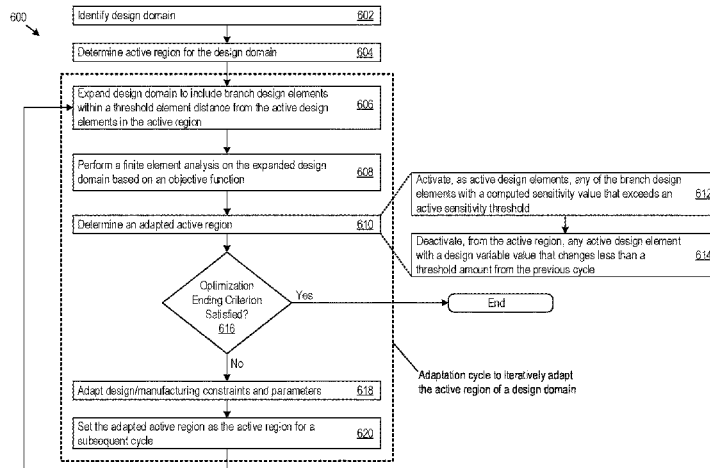 600
Identify design domain 602
Determine active region for the design domain 604
Expand design domain to include branch design elements
within a threshold element distance from the active design
elements in the active region
606
Perform a finite element analysis on the expanded design
domain based on an objective function
608
Determine an adapted active region 610
Activate, as active design elements, any of the branch design
elements with a computed sensitivity value that exceeds an
active sensitivity threshold
612
Deactivate, from the active region, any active design element
with a design variable value that changes less than a
threshold amount from the previous cycle
614
Optimization
Ending Criterion
Satisfied?
616
Yes
End
No
Adaptation cycle to iteratively adapt
the active region of a design domain
Adapt design/manufacturing constraints and parameters 618
Set the adapted active region as the active region for a
subsequent cycle
620